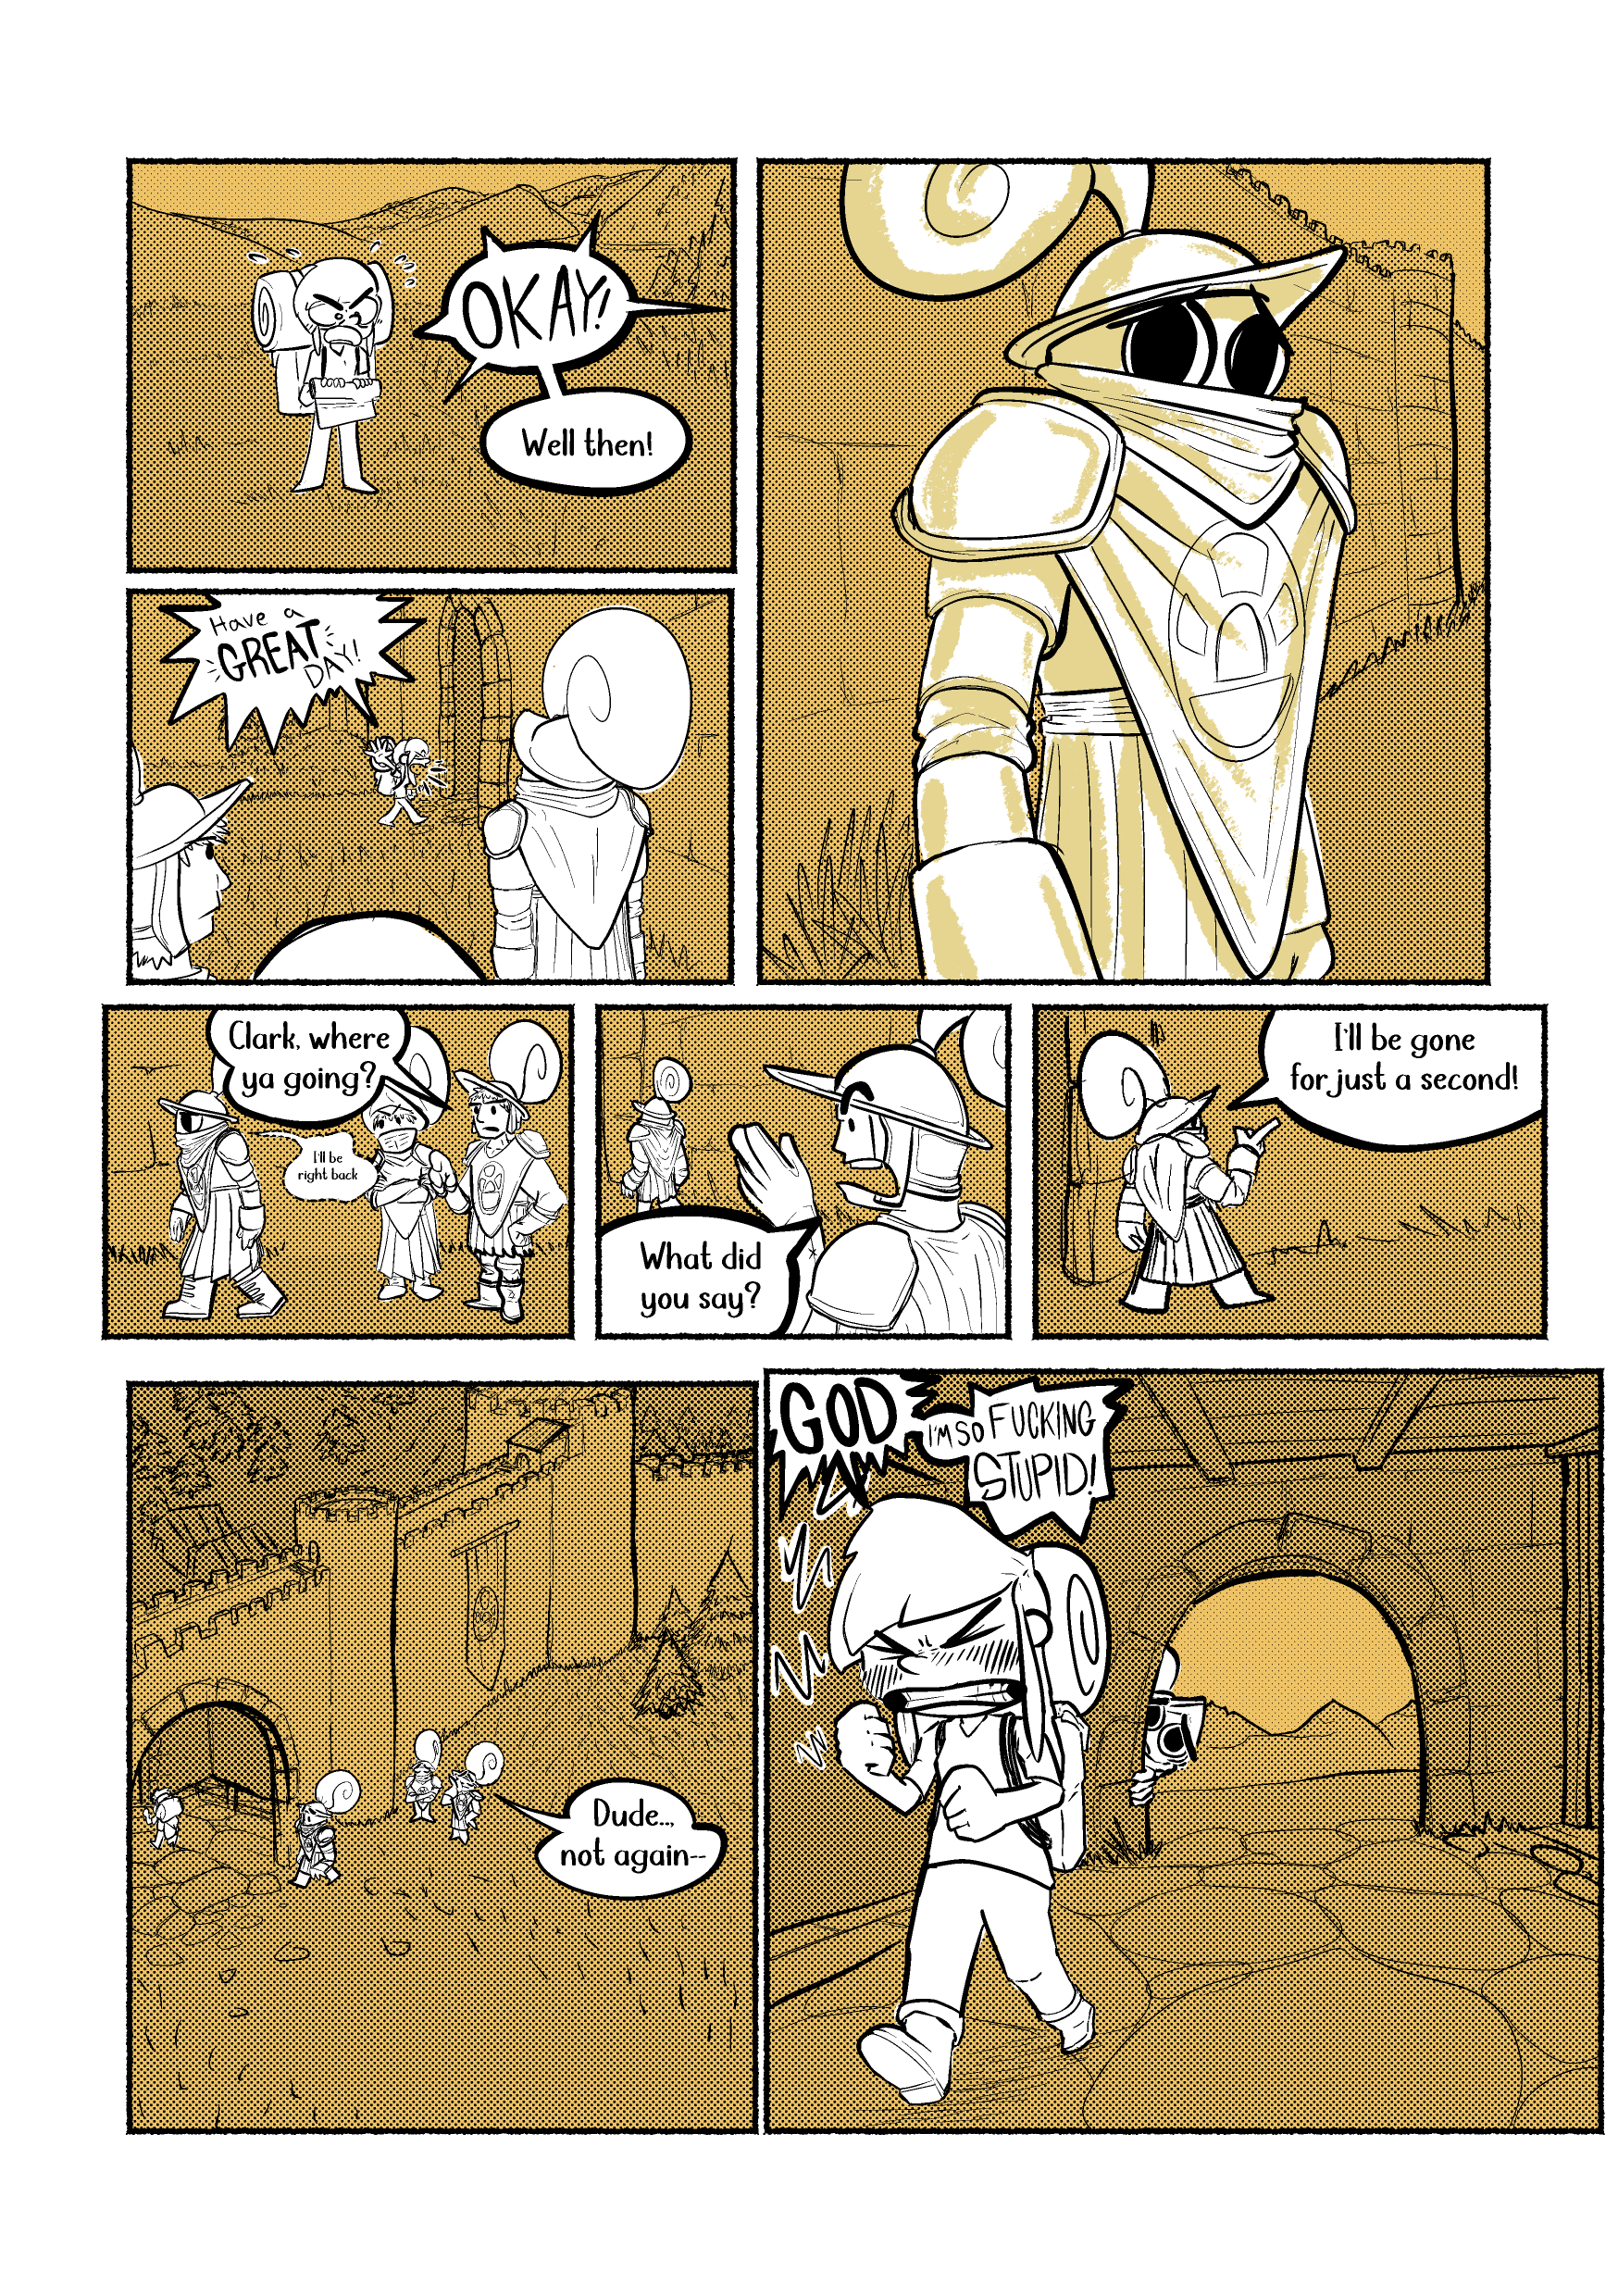 OKAY!
Well then!
Have a
GREAT
DAY!
Clark, where
ya going?
I'll be
right back
What did
you say?
I'll be gone
for just a second!
Dude...,
not again--
GOD
I'M SO FUCKING
STUPID!